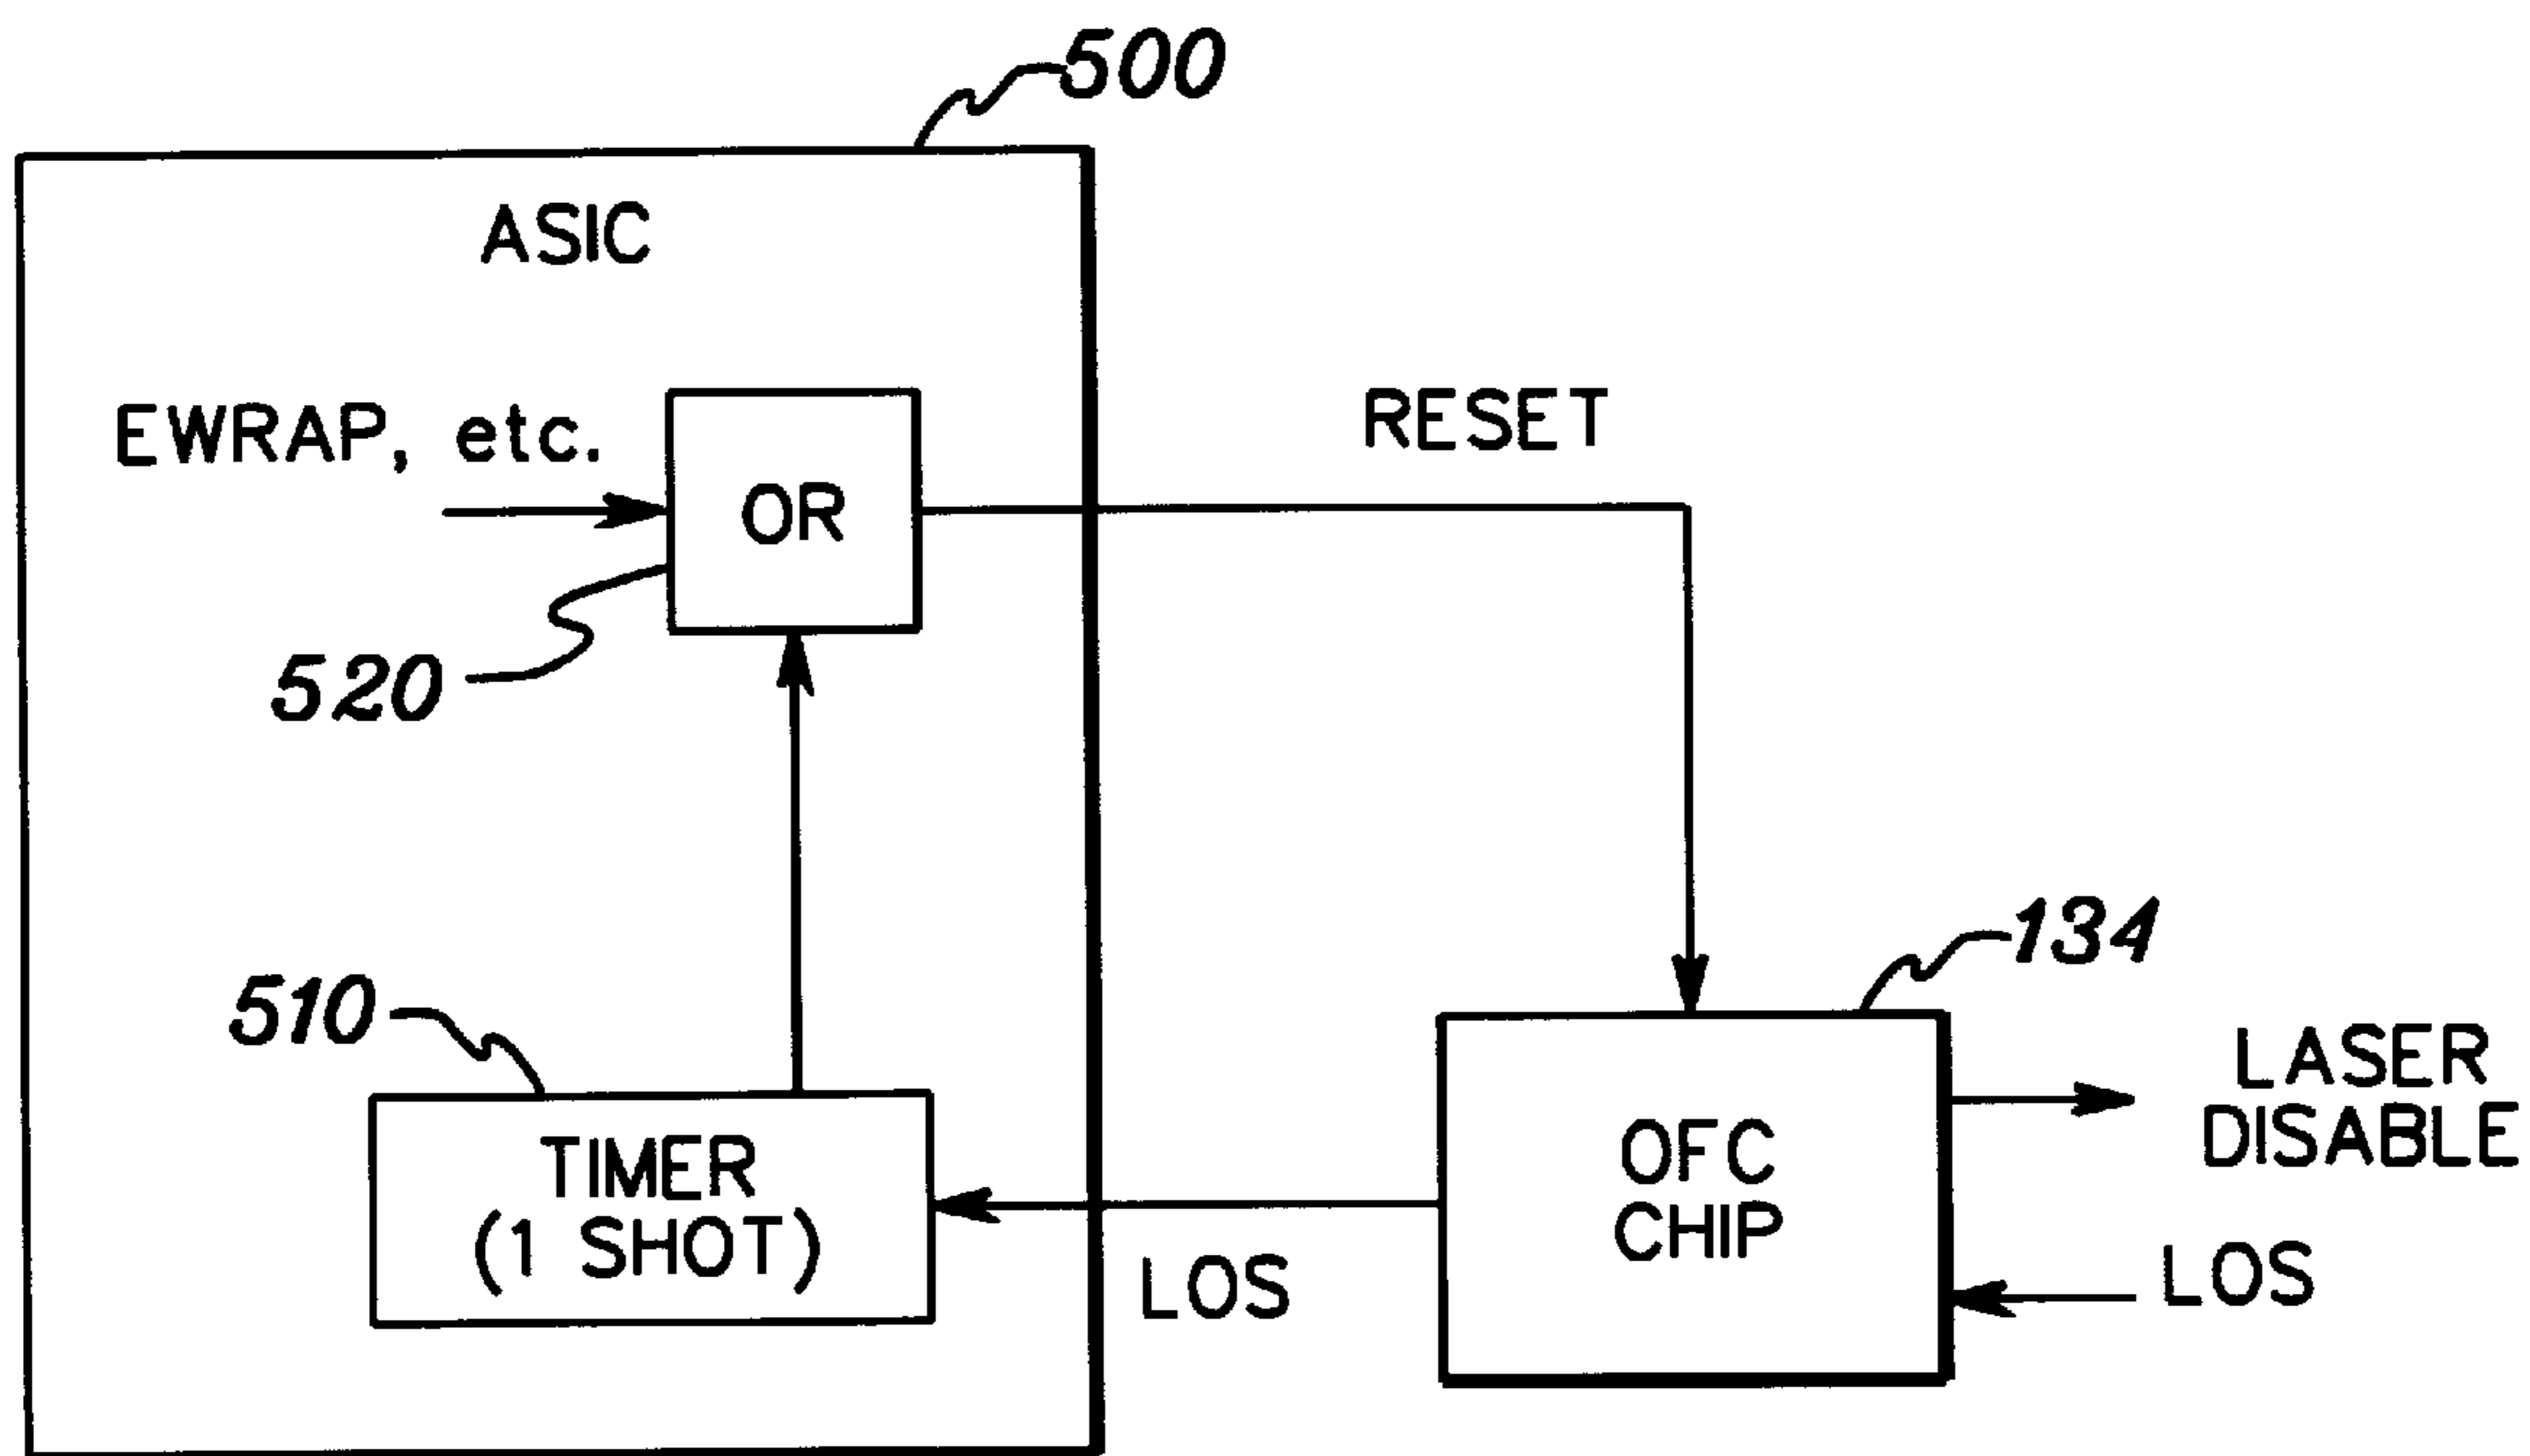 500
ASIC
EWRAP, etc.
OR
RESET
520
134
510
TIMER
(1 SHOT)
LOS
OFC
CHIP
LASER
DISABLE
LOS